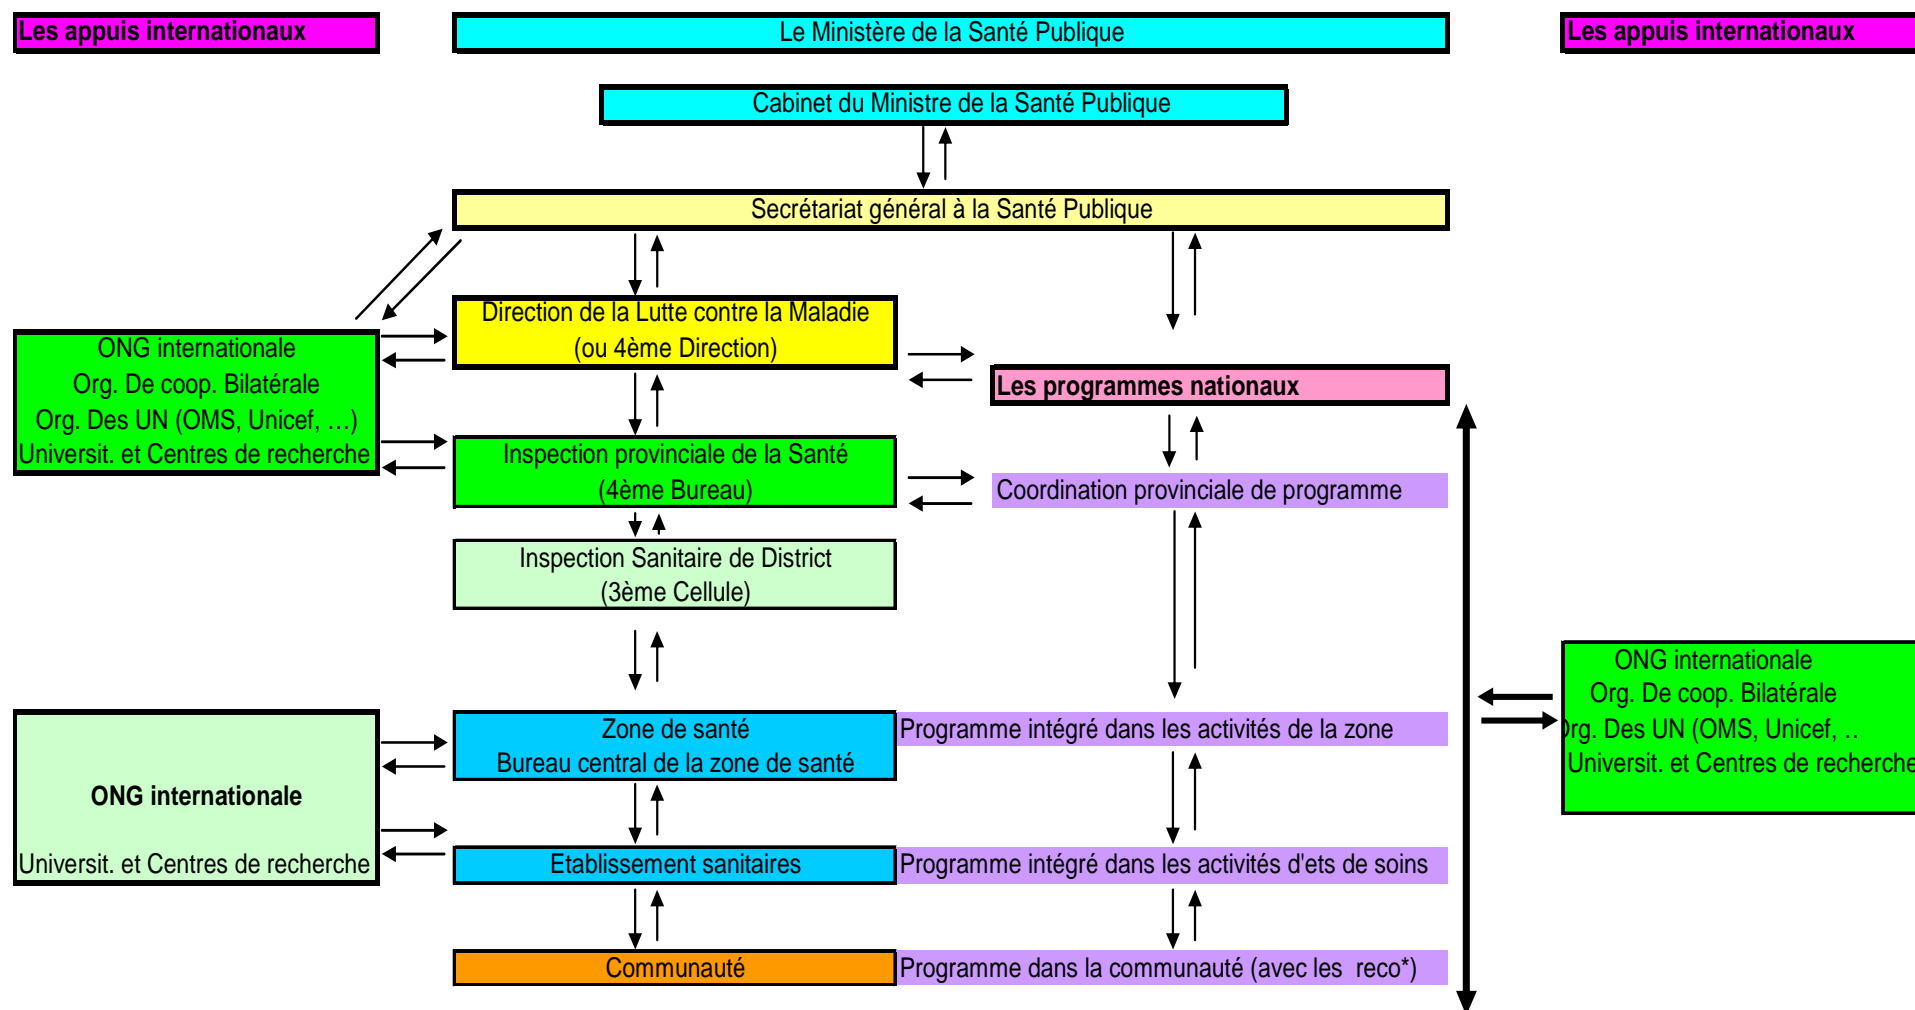 Les appuis internationaux
Le Ministère de la Santé Publique
Les appuis internationaux
Cabinet du Ministre de la Santé Publique
Secrétariat général à la Santé Publique
Direction de la Lutte contre la Maladie
(ou 4ème Direction)
ONG internationale
Org. De coop. Bilatérale
Org. Des UN (OMS, Unicef, …)
Universit. et Centres de recherche
Les programmes nationaux
Inspection provinciale de la Santé
(4ème Bureau)
Coordination provinciale de programme
Inspection Sanitaire de District
(3ème Cellule)
ONG internationale
Org. De coop. Bilatérale
Org. Des UN (OMS, Unicef, ..
Universit. et Centres de recherche
Zone de santé
Bureau central de la zone de santé
Programme intégré dans les activités de la zone
ONG internationale
Universit. et Centres de recherche
Etablissement sanitaires
Programme intégré dans les activités d'ets de soins
Communauté
Programme dans la communauté (avec les  reco*)